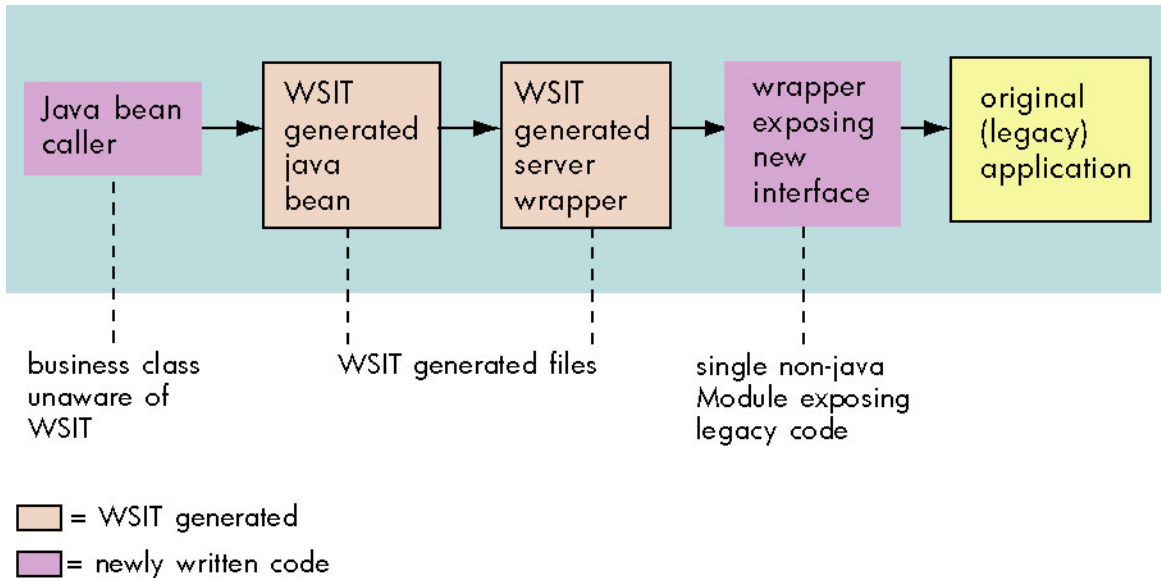 Java bean
caller
WSIT
generated
java
bean
WSIT
generated
server
wrapper
wrapper
exposing
new
interface
original
(legacy)
application
business class
unaware of
WSIT
WSIT generated files
single non-java
Module exposing
legacy code
= WSIT generated
= newly written code